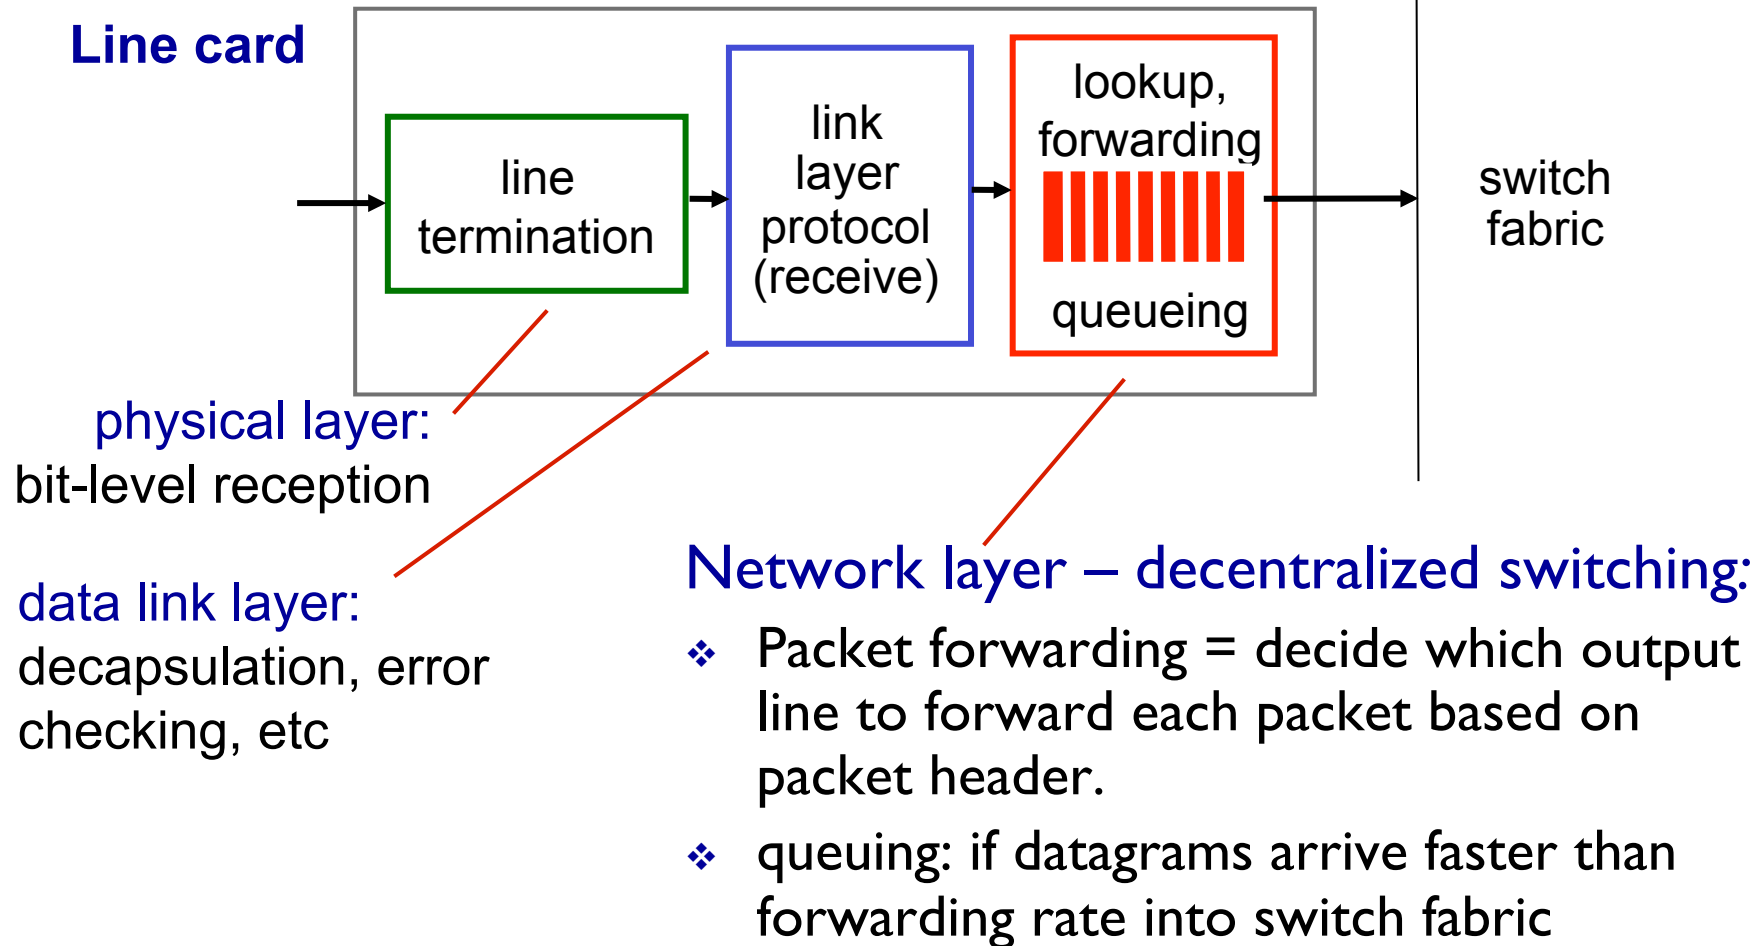 Line card
line
termination
link
layer
protocol
(receive)
lookup,
forwarding
queueing
switch
fabric
physical layer:
bit-level reception
data link layer:
decapsulation, error
checking, etc
Network layer – decentralized switching:
❖ Packet forwarding = decide which output
line to forward each packet based on
packet header.
❖ queuing: if datagrams arrive faster than
forwarding rate into switch fabric